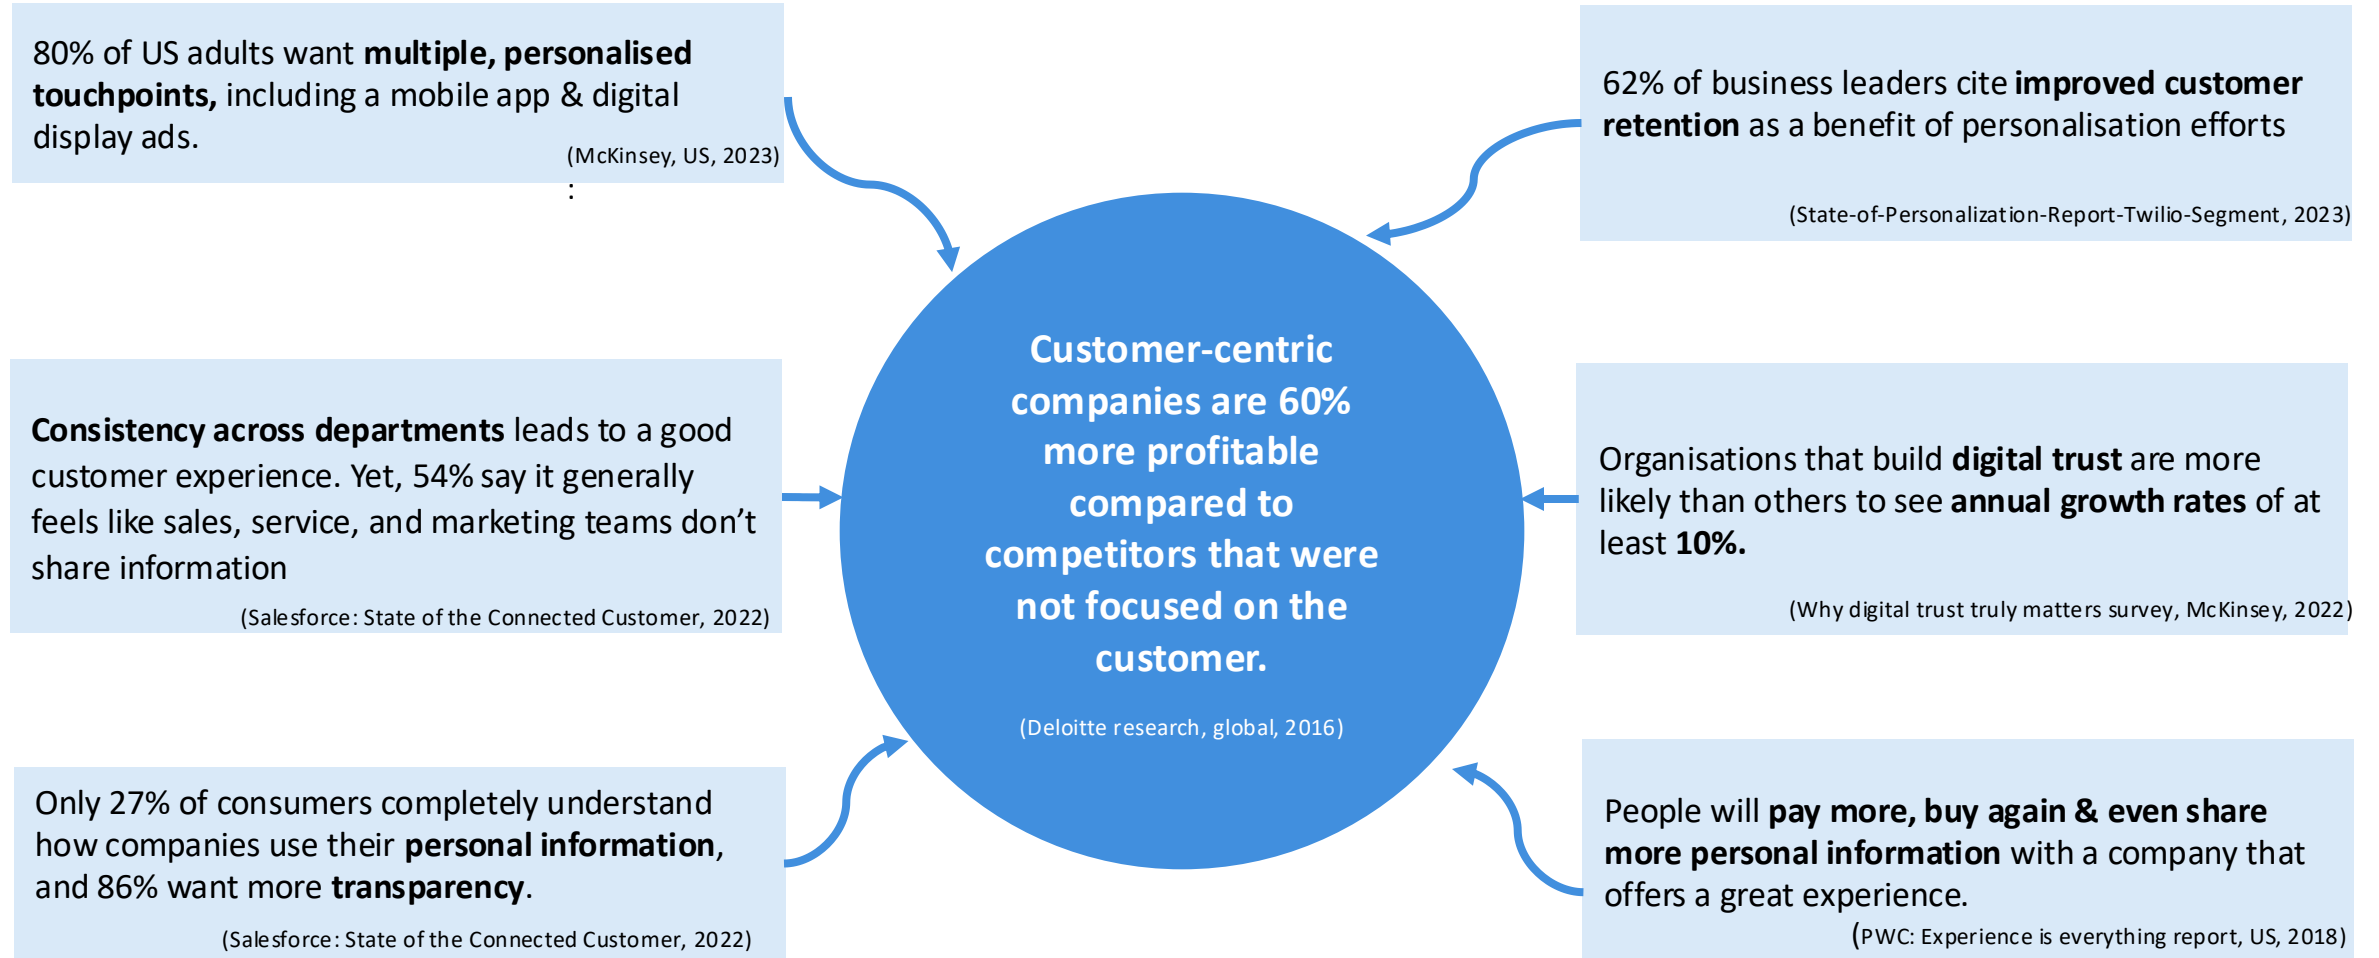 80% of US adults want multiple, personalised
touchpoints, including a mobile app & digital
display ads.
(McKinsey, US, 2023)
:
Consistency across departments leads to a good
customer experience. Yet, 54% say it generally
feels like sales, service, and marketing teams don’t
share information
(Salesforce: State of the Connected Customer, 2022)
Only 27% of consumers completely understand
how companies use their personal information,
and 86% want more transparency.
(Salesforce: State of the Connected Customer, 2022)
Customer-centric
companies are 60%
more profitable
compared to
competitors that were
not focused on the
customer.
(Deloitte research, global, 2016)
62% of business leaders cite improved customer
retention as a benefit of personalisation efforts
(State-of-Personalization-Report-Twilio-Segment, 2023)
Organisations that build digital trust are more
likely than others to see annual growth rates of at
least 10%.
(Why digital trust truly matters survey, McKinsey, 2022)
People will pay more, buy again & even share
more personal information with a company that
offers a great experience.
(PWC: Experience is everything report, US, 2018)